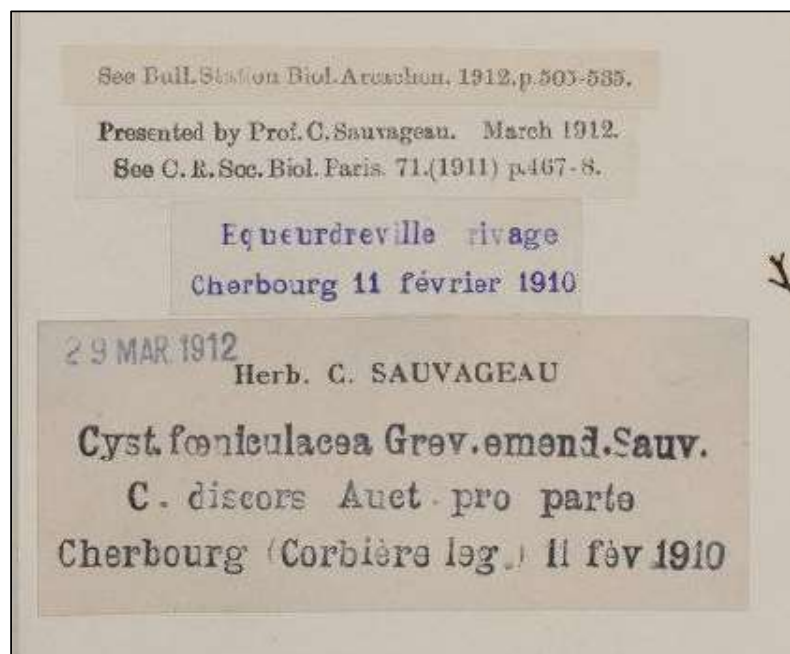 See Bull. Station Biol. Arcachon. 1912. p. 503-535.
Presented by Prof. C. Sauvageau. March 1912.
See C. R. Soc. Biol. Paris. 71. (1911) p. 467-8.
Equeurdreville rivage
Cherbourg 11 février 1910
29 MAR. 1912
Herb. C. SAUVAGEAU
Cyst. fœniculacea Grev. emend. Sauv.
C. discors Auct. pro parte
Cherbourg (Corbière leg.) 11 fèv 1910